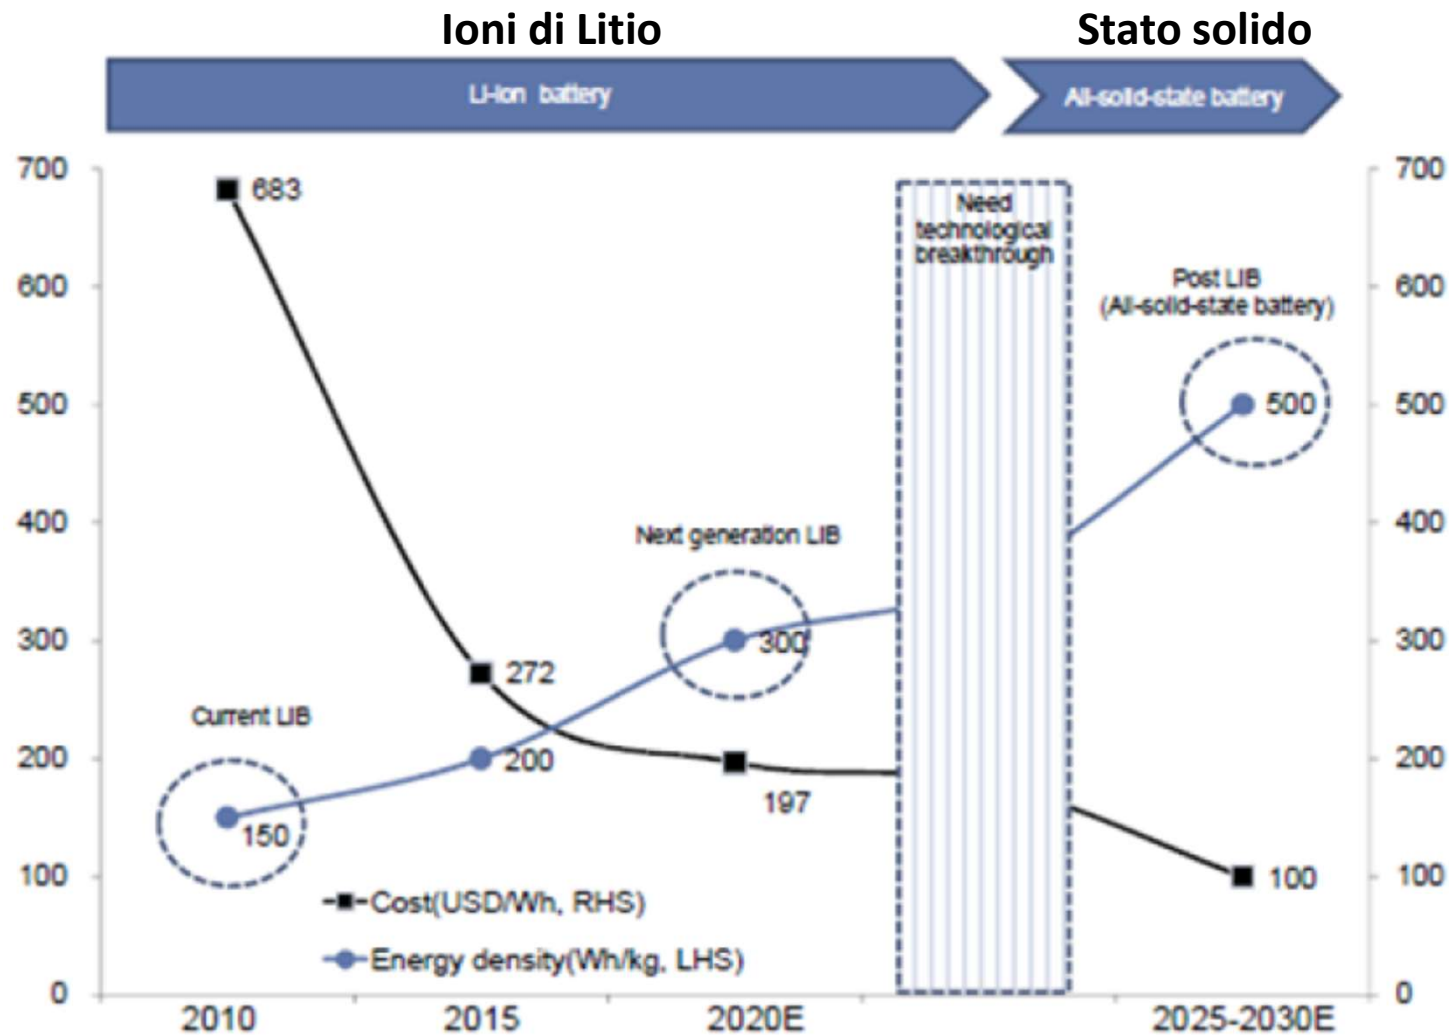 Ioni di Litio
Stato solido
Li-ion battery
All-solid-state battery
700
600
500
400
300
200
100
0
700
600
500
400
300
200
100
0
683
272
197
100
150
200
300
500
Current LIB
Next generation LIB
Need
technological
breakthrough
Post LIB
(All-solid-state battery)
Cost(USD/Wh, RHS)
Energy density(Wh/kg, LHS)
2010
2015
2020E
2025-2030E